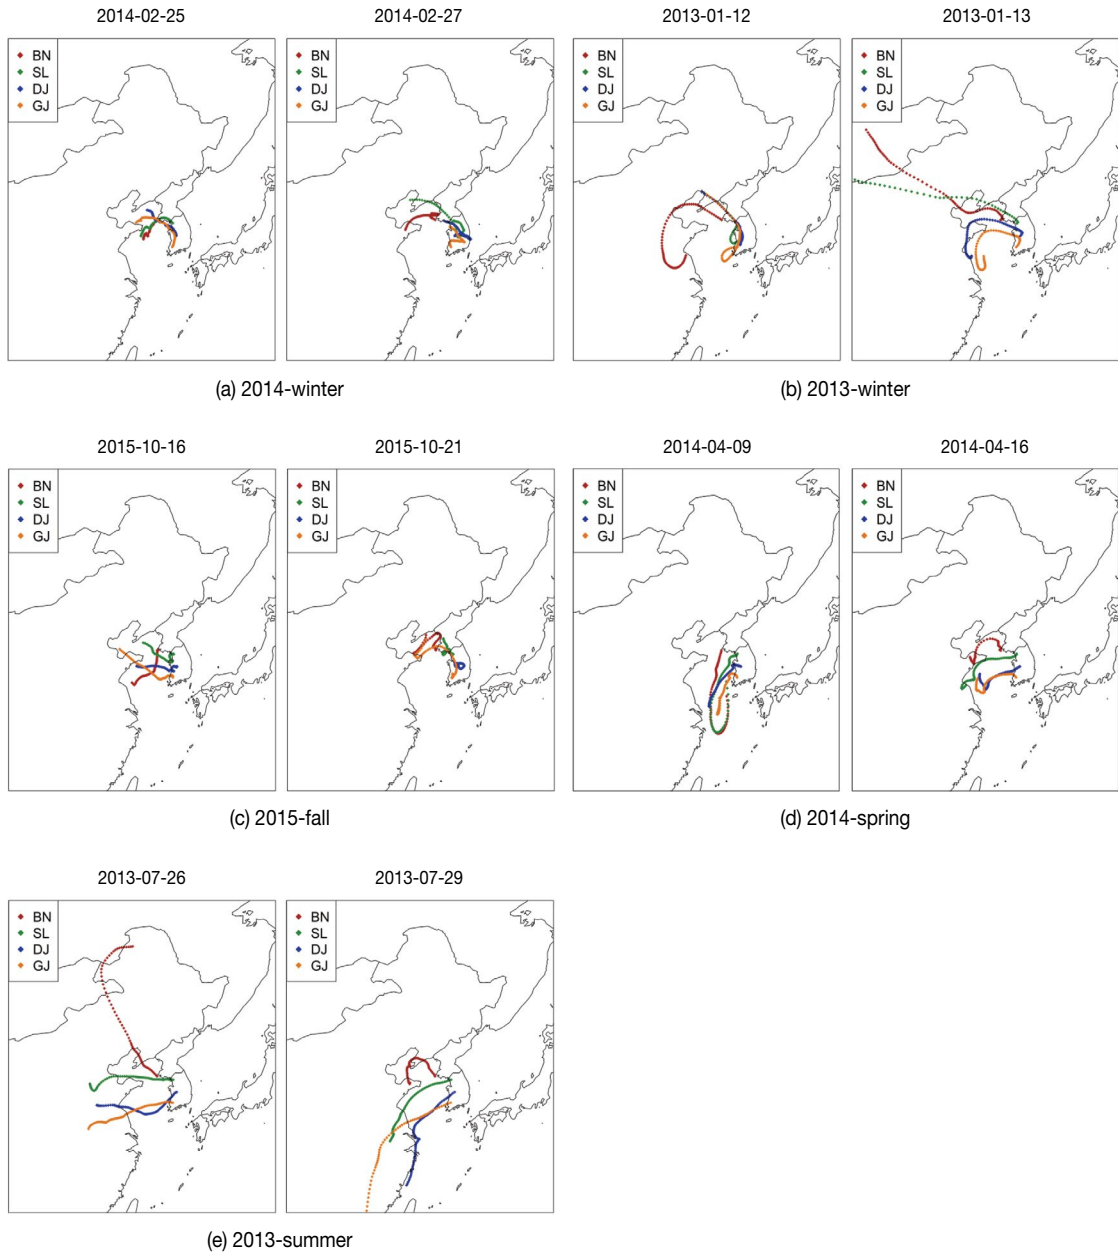 2014-02-25
2014-02-27
2013-01-12
2013-01-13
BN
SL
DJ
GJ
BN
SL
DJ
GJ
BN
SL
DJ
GJ
BN
SL
DJ
GJ
(a) 2014-winter
(b) 2013-winter
2015-10-16
2015-10-21
2014-04-09
2014-04-16
BN
SL
DJ
GJ
BN
SL
DJ
GJ
BN
SL
DJ
GJ
BN
SL
DJ
GJ
(c) 2015-fall
(d) 2014-spring
2013-07-26
2013-07-29
BN
SL
DJ
GJ
BN
SL
DJ
GJ
(e) 2013-summer